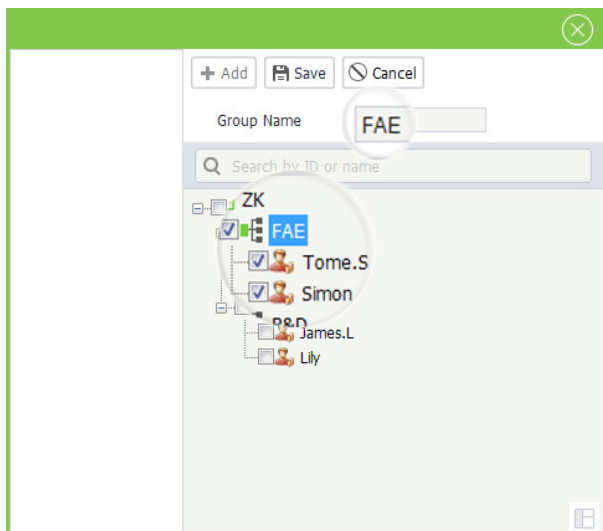 Add Save Cancel
Group Name FAE
Search by ID or name
ZK
FAE
Tome.S
Simon
R&D
James.L
Lily